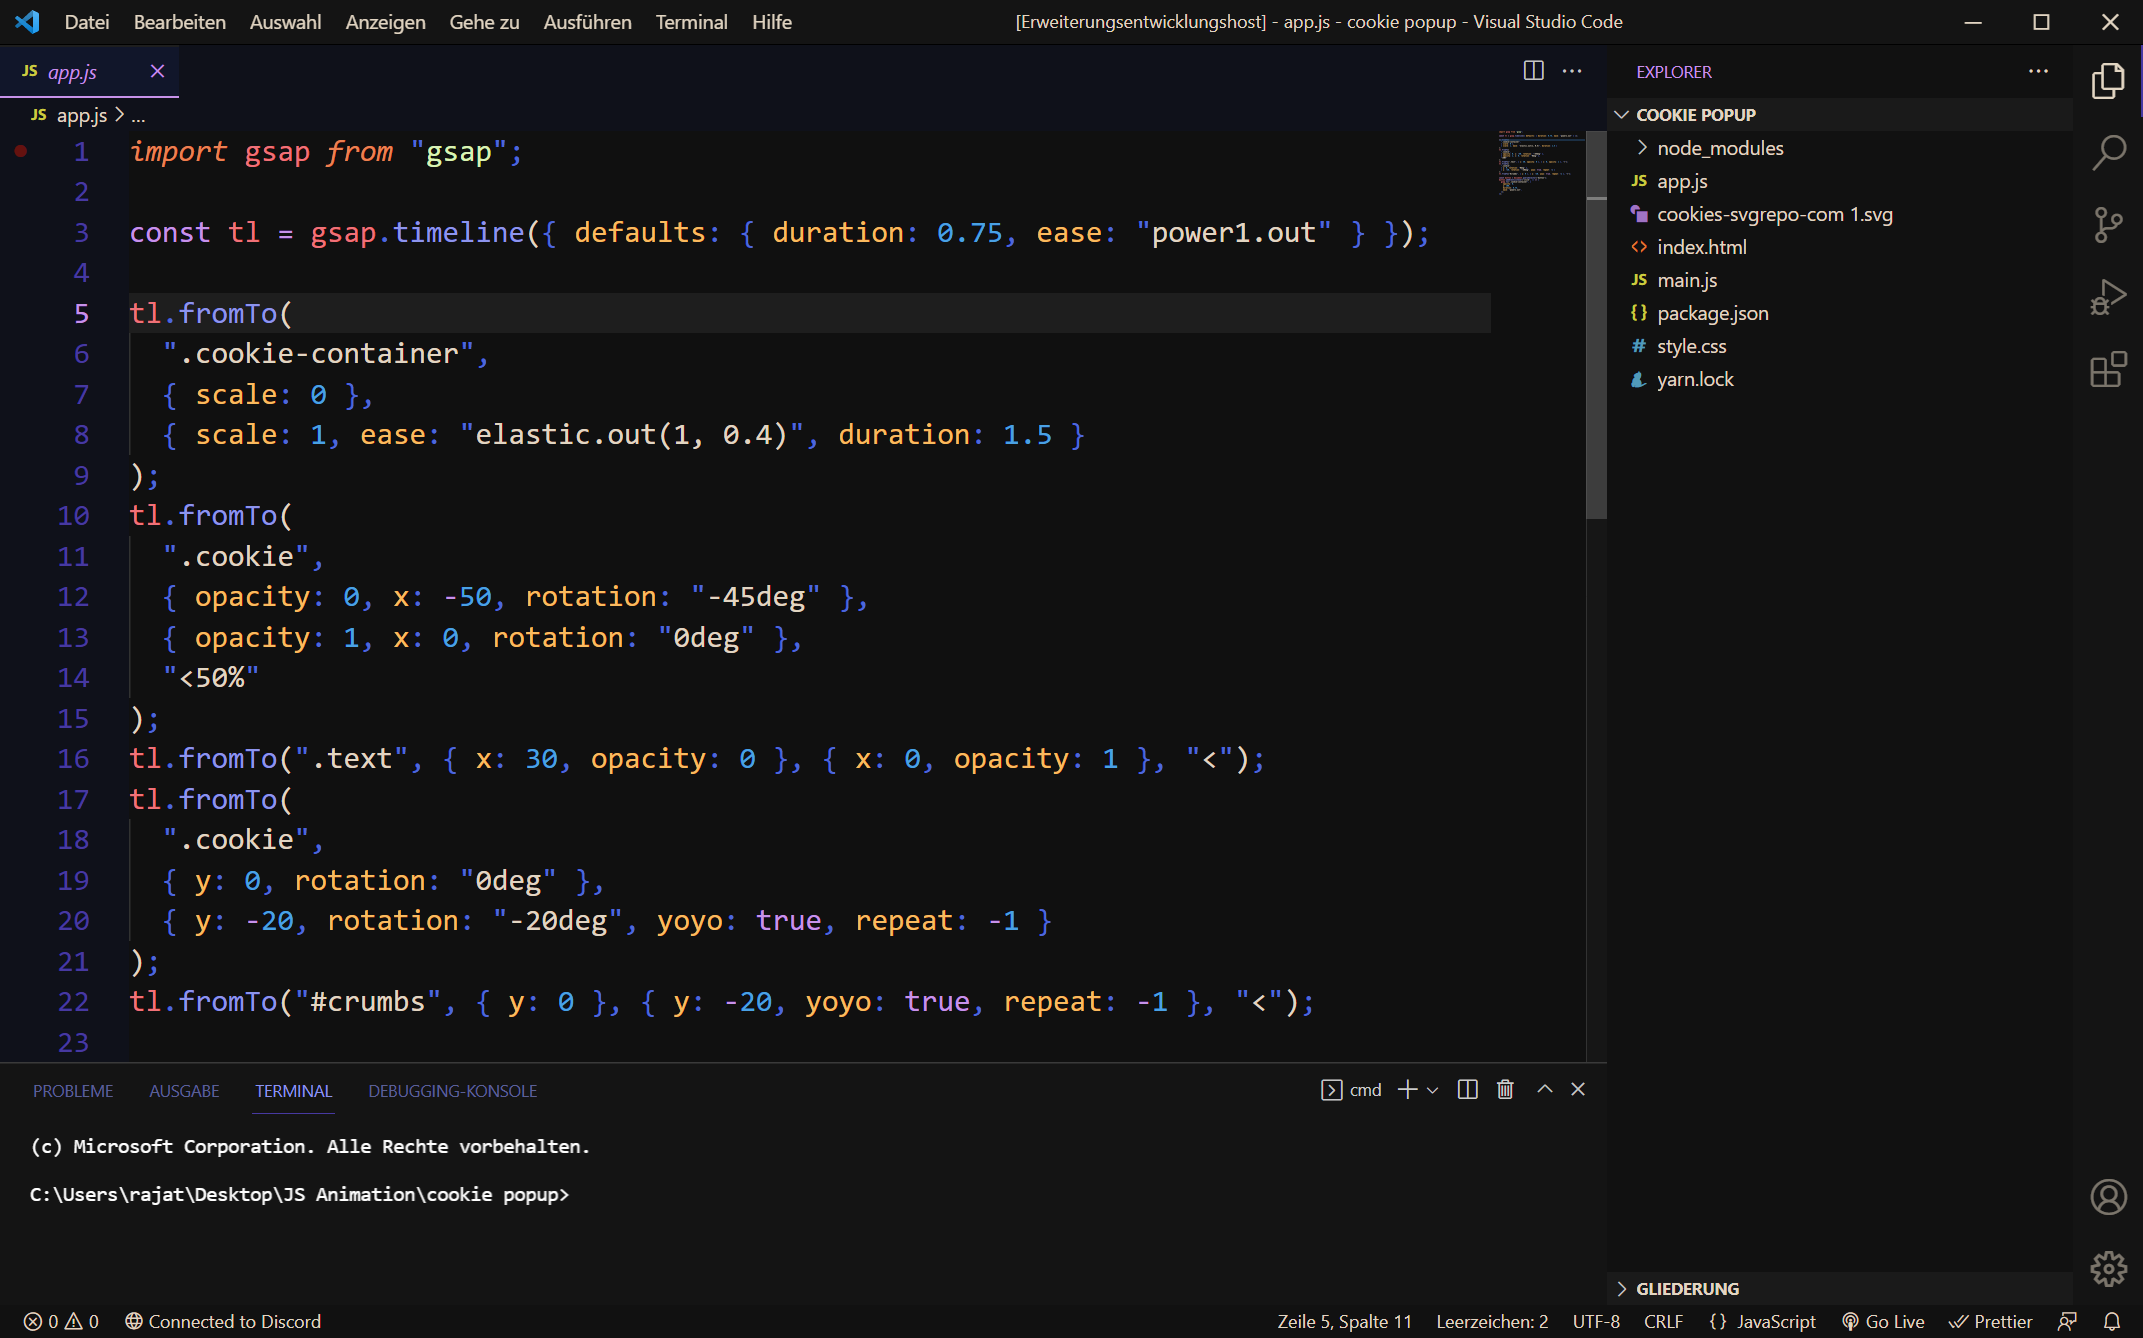 Datei Bearbeiten Auswahl Anzeigen Gehe zu Ausführen Terminal Hilfe
[Erweiterungsentwicklungshost] - app.js - cookie popup - Visual Studio Code
JS app.js
JS app.js > ...
1 import gsap from "gsap";
2
3 const tl = gsap.timeline({ defaults: { duration: 0.75, ease: "power1.out" } });
4
5 tl.fromTo(
6 ".cookie-container",
7 { scale: 0 },
8 { scale: 1, ease: "elastic.out(1, 0.4)", duration: 1.5 }
9 );
10 tl.fromTo(
11 ".cookie",
12 { opacity: 0, x: -50, rotation: "-45deg" },
13 { opacity: 1, x: 0, rotation: "0deg" },
14 "<50%"
15 );
16 tl.fromTo(".text", { x: 30, opacity: 0 }, { x: 0, opacity: 1 }, "<");
17 tl.fromTo(
18 ".cookie",
19 { y: 0, rotation: "0deg" },
20 { y: -20, rotation: "-20deg", yoyo: true, repeat: -1 }
21 );
22 tl.fromTo("#crumbs", { y: 0 }, { y: -20, yoyo: true, repeat: -1 }, "<");
23
EXPLORER
COOKIE POPUP
node_modules
JS app.js
cookies-svgrepo-com 1.svg
<> index.html
JS main.js
{} package.json
# style.css
yarn.lock
GLIEDERUNG
PROBLEME AUSGABE TERMINAL DEBUGGING-KONSOLE
cmd
(c) Microsoft Corporation. Alle Rechte vorbehalten.
C:\Users\rajat\Desktop\JS Animation\cookie popup>
0 0 Connected to Discord
Zeile 5, Spalte 11 Leerzeichen: 2 UTF-8 CRLF {} JavaScript Go Live Prettier